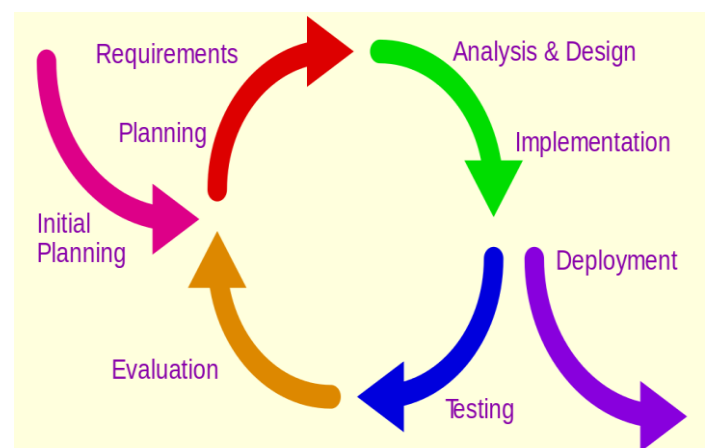 Requirements
Analysis & Design
Planning
Implementation
Initial
Planning
Deployment
Evaluation
Testing